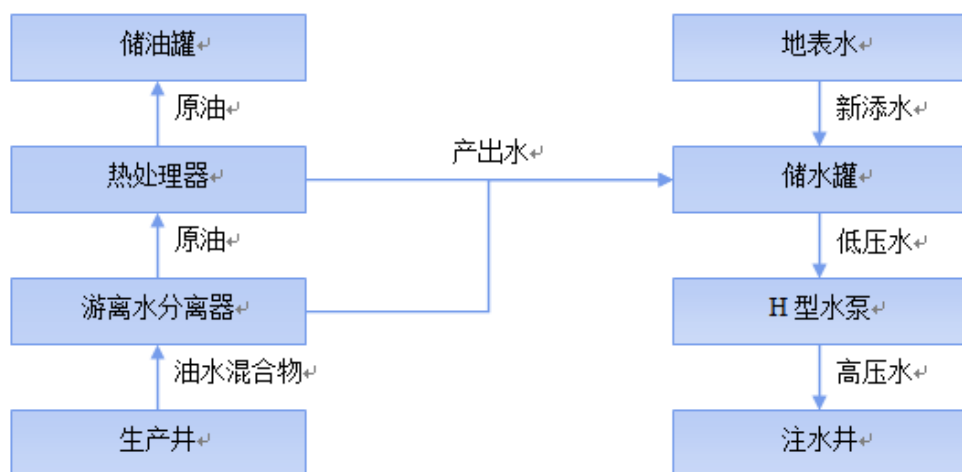 储油罐
地表水
原油
新添水
产出水
热处理器
储水罐
原油
低压水
游离水分离器
H 型水泵
油水混合物
高压水
生产井
注水井